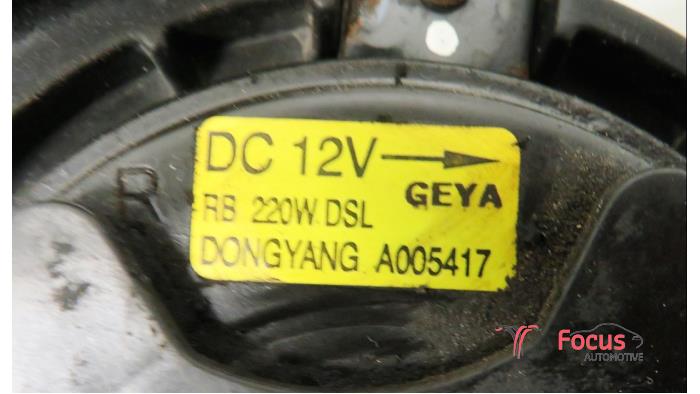 DC 12V
GEYA
RB 220W DSL
DONGYANG A005417
R
Focus
AUTOMOTIVE